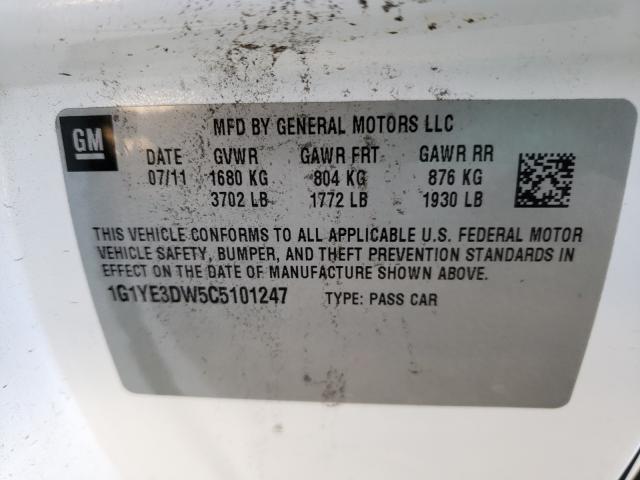 GM
MFD BY GENERAL MOTORS LLC
DATE GVWR GAWR FRT GAWR RR
07/11 1680 KG 804 KG 876 KG
3702 LB 1772 LB 1930 LB
THIS VEHICLE CONFORMS TO ALL APPLICABLE U.S. FEDERAL MOTOR
VEHICLE SAFETY, BUMPER, AND THEFT PREVENTION STANDARDS IN
EFFECT ON THE DATE OF MANUFACTURE SHOWN ABOVE.
1G1YE3DW5C5101247 TYPE: PASS CAR